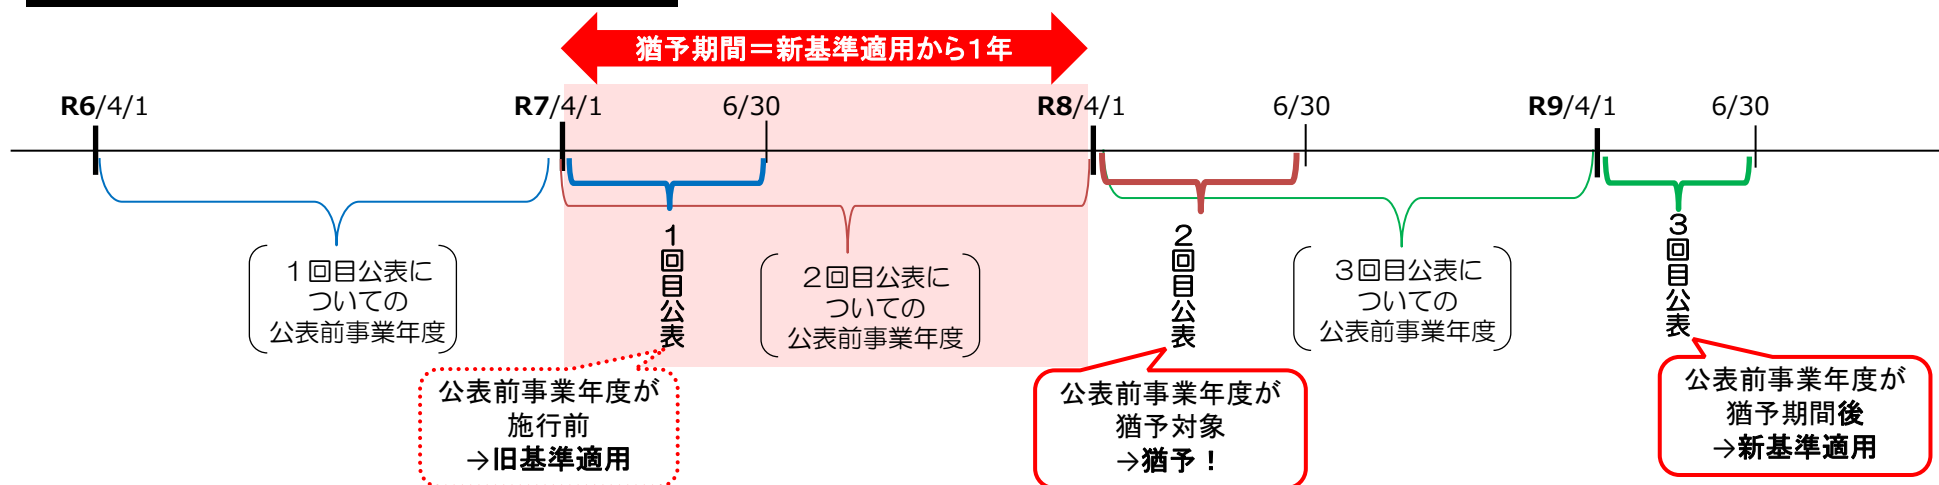 猶予期間＝新基準適用から１年
R6/4/1
R7/4/1
6/30
R8/4/1
6/30
R9/4/1
6/30
１回目公表に
ついての
公表前事業年度
１回目公表
２回目公表に
ついての
公表前事業年度
２回目公表
３回目公表に
ついての
公表前事業年度
３回目公表
公表前事業年度が
施行前
→旧基準適用
公表前事業年度が
猶予対象
→猶予！
公表前事業年度が
猶予期間後
→新基準適用